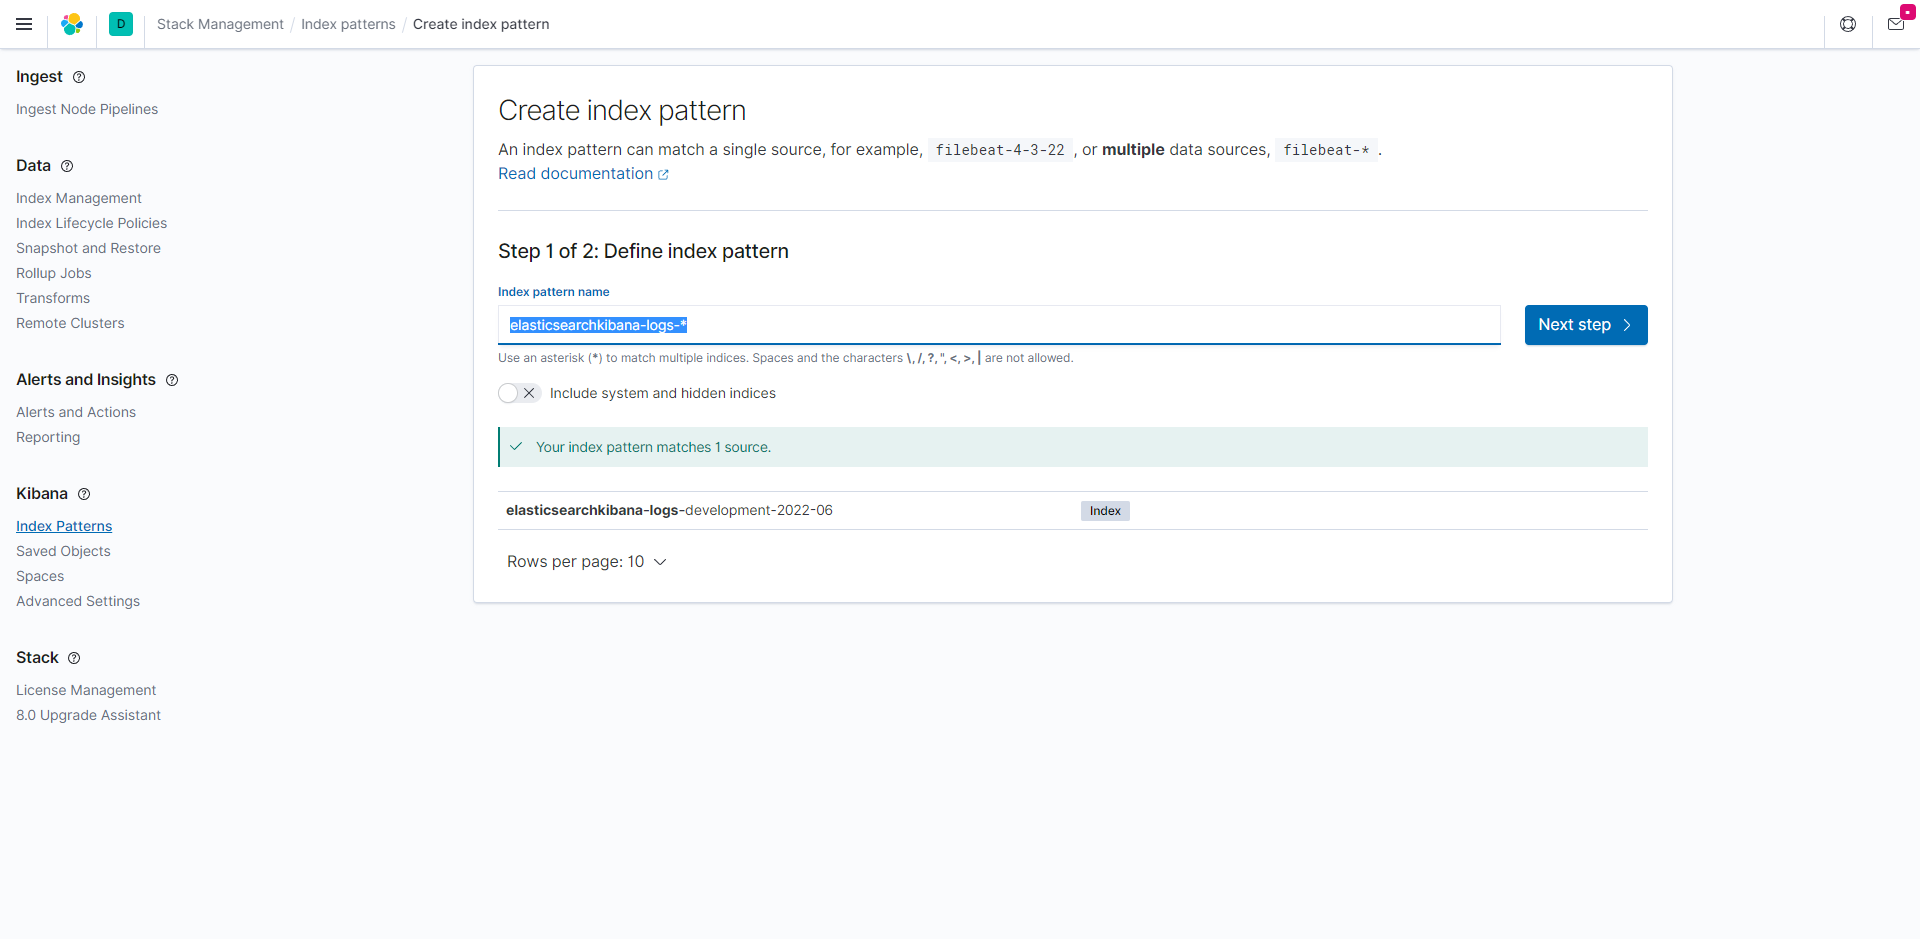 D Stack Management / Index patterns / Create index pattern
Ingest
Ingest Node Pipelines
Data
Index Management
Index Lifecycle Policies
Snapshot and Restore
Rollup Jobs
Transforms
Remote Clusters
Alerts and Insights
Alerts and Actions
Reporting
Kibana
Index Patterns
Saved Objects
Spaces
Advanced Settings
Stack
License Management
8.0 Upgrade Assistant
Create index pattern
An index pattern can match a single source, for example, filebeat-4-3-22 , or multiple data sources, filebeat-* .
Read documentation
Step 1 of 2: Define index pattern
Index pattern name
elasticsearchkibana-logs-*
Next step
Use an asterisk (*) to match multiple indices. Spaces and the characters \, /, ?, ", <, >, | are not allowed.
Include system and hidden indices
Your index pattern matches 1 source.
elasticsearchkibana-logs-development-2022-06 Index
Rows per page: 10